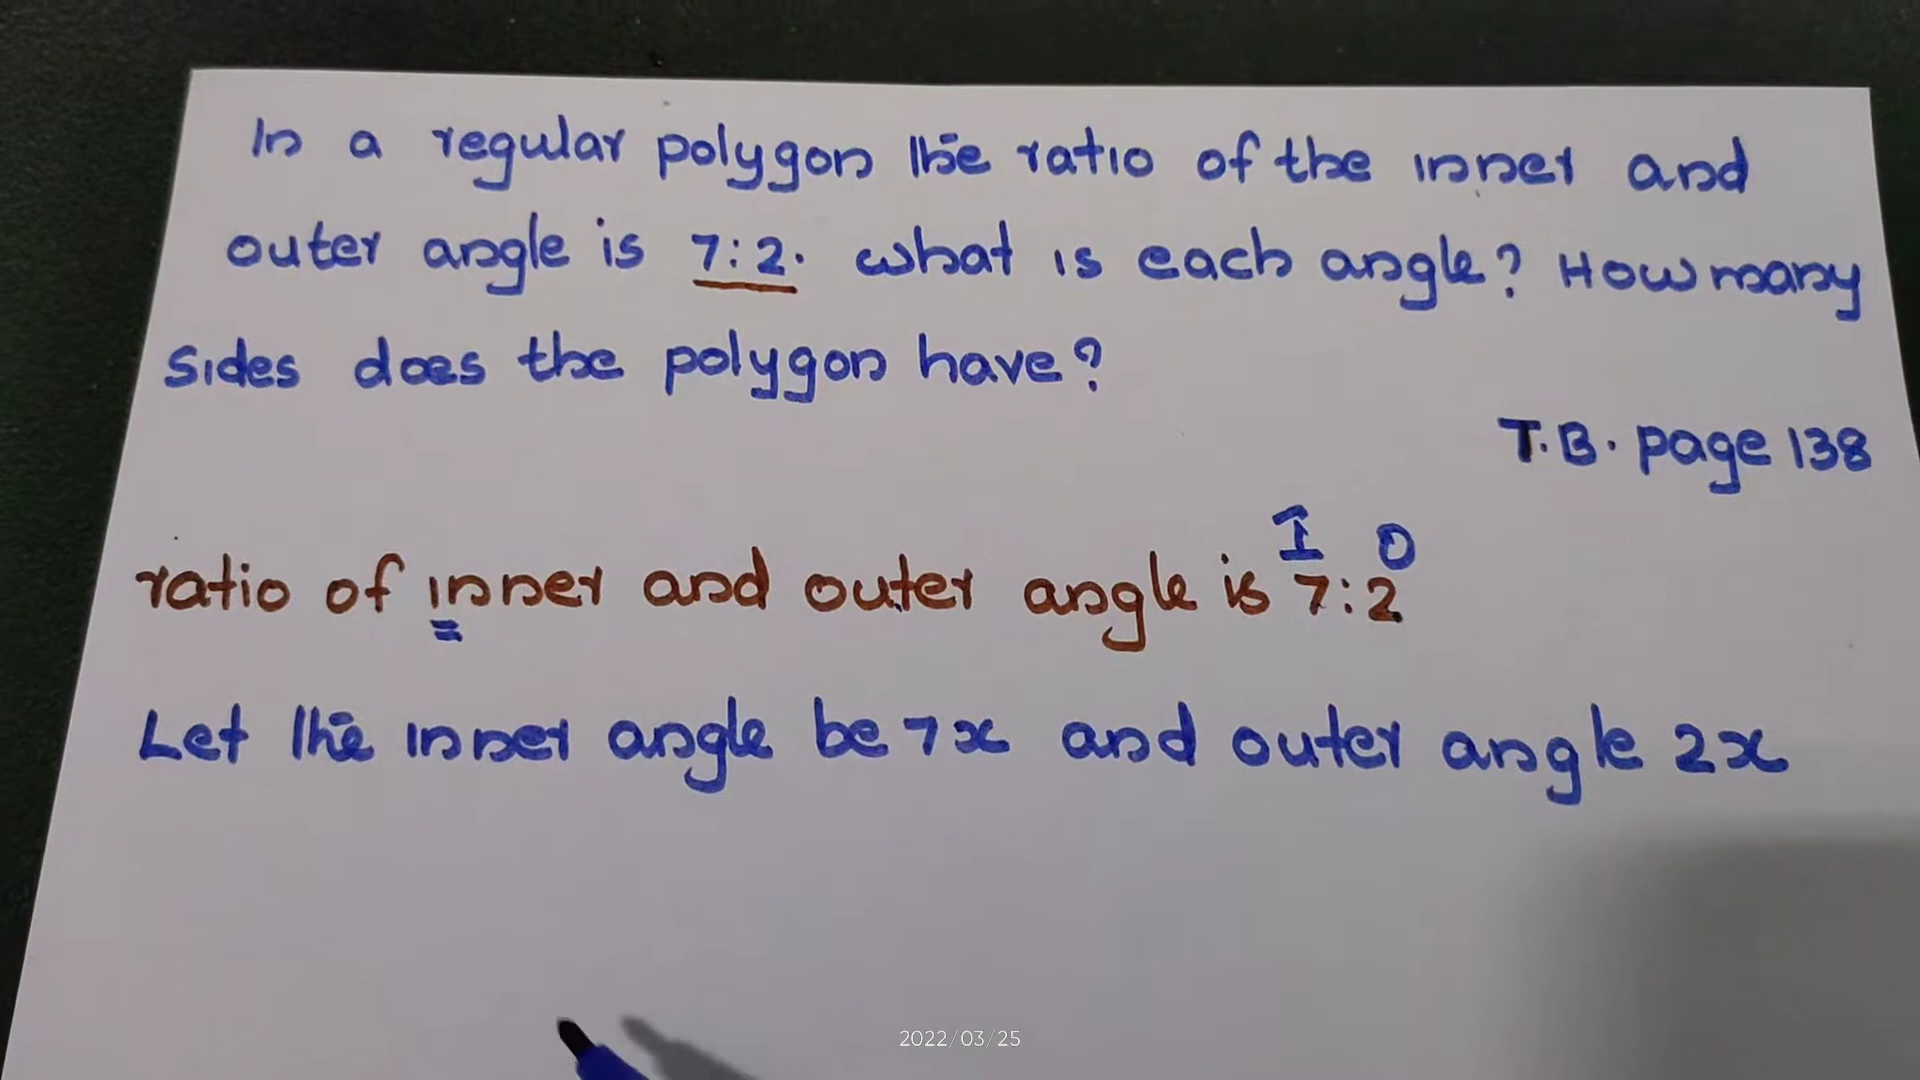 In a regular polygon the ratio of the inner and
outer angle is 7:2. what is each angle? How many
sides does the polygon have?
T.B. page 138
I O
ratio of inner and outer angle is 7:2
Let the inner angle be 7x and outer angle 2x
2022/03/25